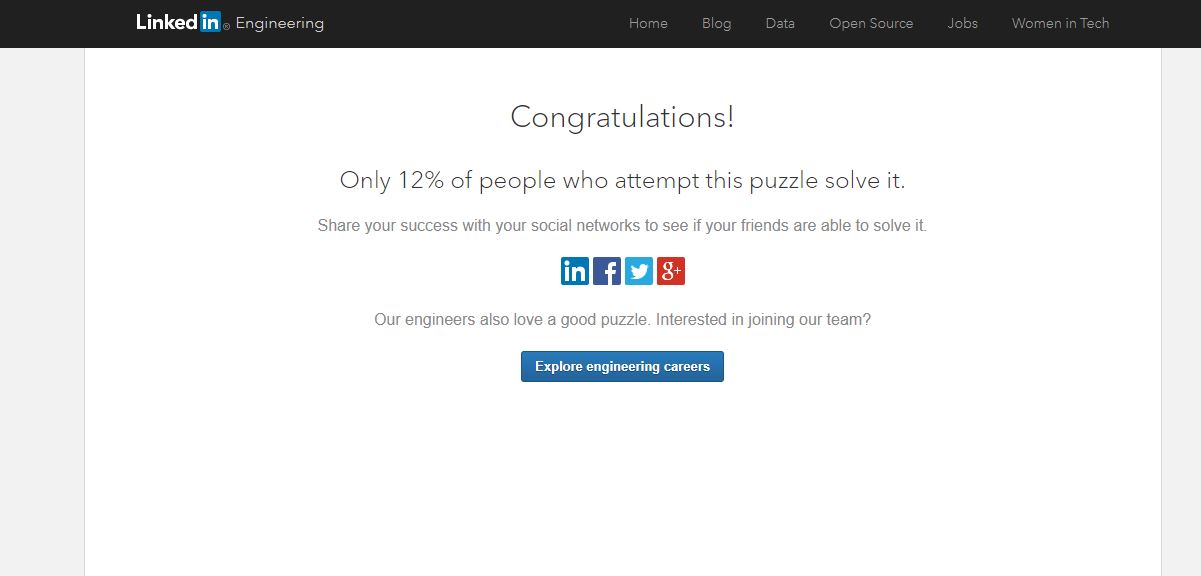 Linked in ® Engineering Home Blog Data Open Source Jobs Women in Tech
Congratulations!
Only 12% of people who attempt this puzzle solve it.
Share your success with your social networks to see if your friends are able to solve it.
in f g+
Our engineers also love a good puzzle. Interested in joining our team?
Explore engineering careers